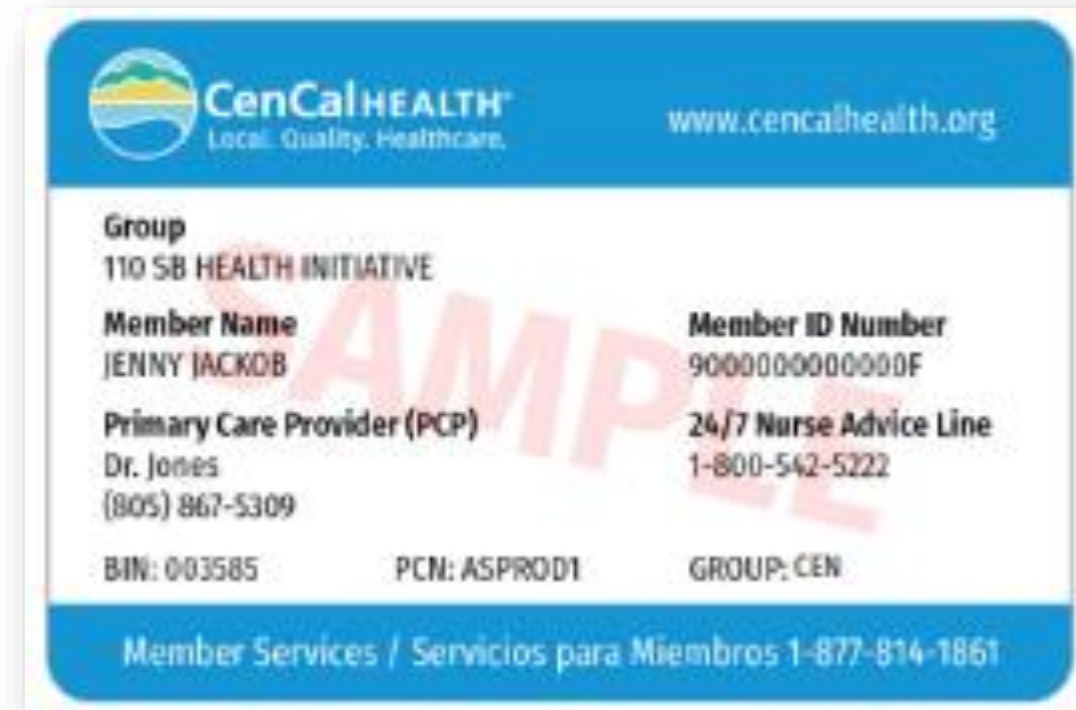 CenCalHEALTH®
Local. Quality. Healthcare.
www.cencalhealth.org
Group
110 SB HEALTH INITIATIVE
Member Name
JENNY JACKOB
Member ID Number
9000000000000F
Primary Care Provider (PCP)
Dr. Jones
(805) 867-5309
24/7 Nurse Advice Line
1-800-542-5222
BIN: 003585 PCN: ASPROD1 GROUP: CEN
SAMPLE
Member Services / Servicios para Miembros 1-877-814-1861